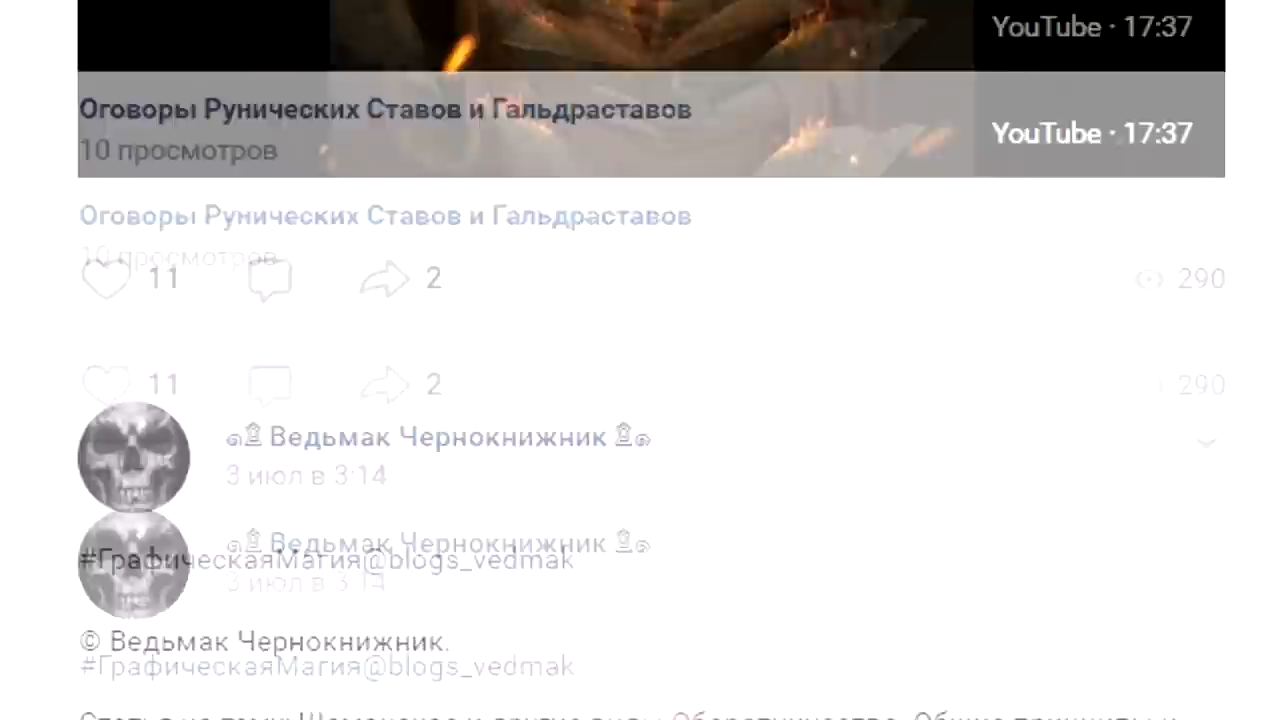 YouTube · 17:37
Оговоры Рунических Ставов и Гальдраставов
10 просмотров
YouTube · 17:37
Оговоры Рунических Ставов и Гальдраставов
10 просмотров
11 2 290
11 2 290
Ведьмак Чернокнижник
3 июл в 3:14
Ведьмак Чернокнижник
#ГрафическаяМагия@blogs_vedmak
3 июл в 3:14
© Ведьмак Чернокнижник.
#ГрафическаяМагия@blogs_vedmak